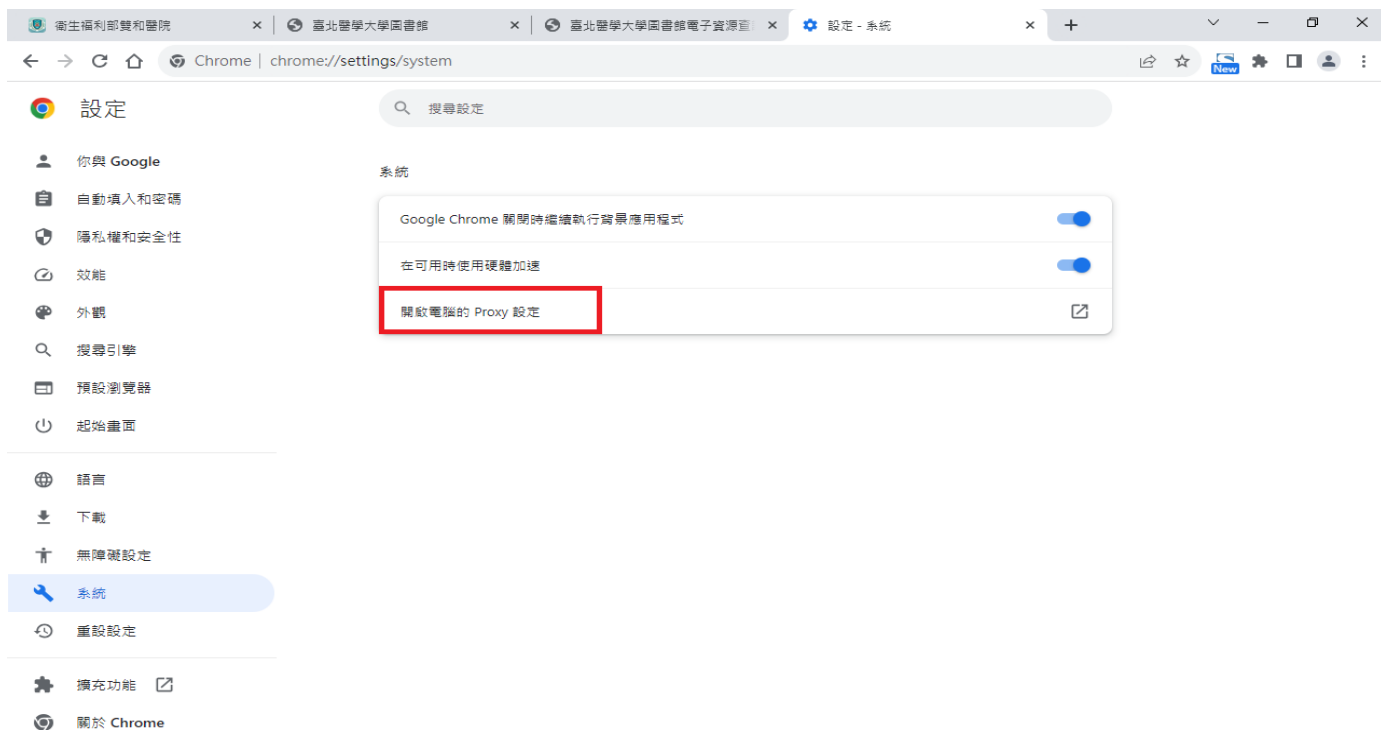 衛生福利部雙和醫院
臺北醫學大學圖書館
臺北醫學大學圖書館電子資源查
設定 - 系統
Chrome | chrome://settings/system
New
設定
搜尋設定
你與 Google
自動填入和密碼
隱私權和安全性
效能
外觀
搜尋引擎
預設瀏覽器
起始畫面
語言
下載
無障礙設定
系統
重設設定
擴充功能
關於 Chrome
系統
Google Chrome 關閉時繼續執行背景應用程式
在可用時使用硬體加速
開啟電腦的 Proxy 設定